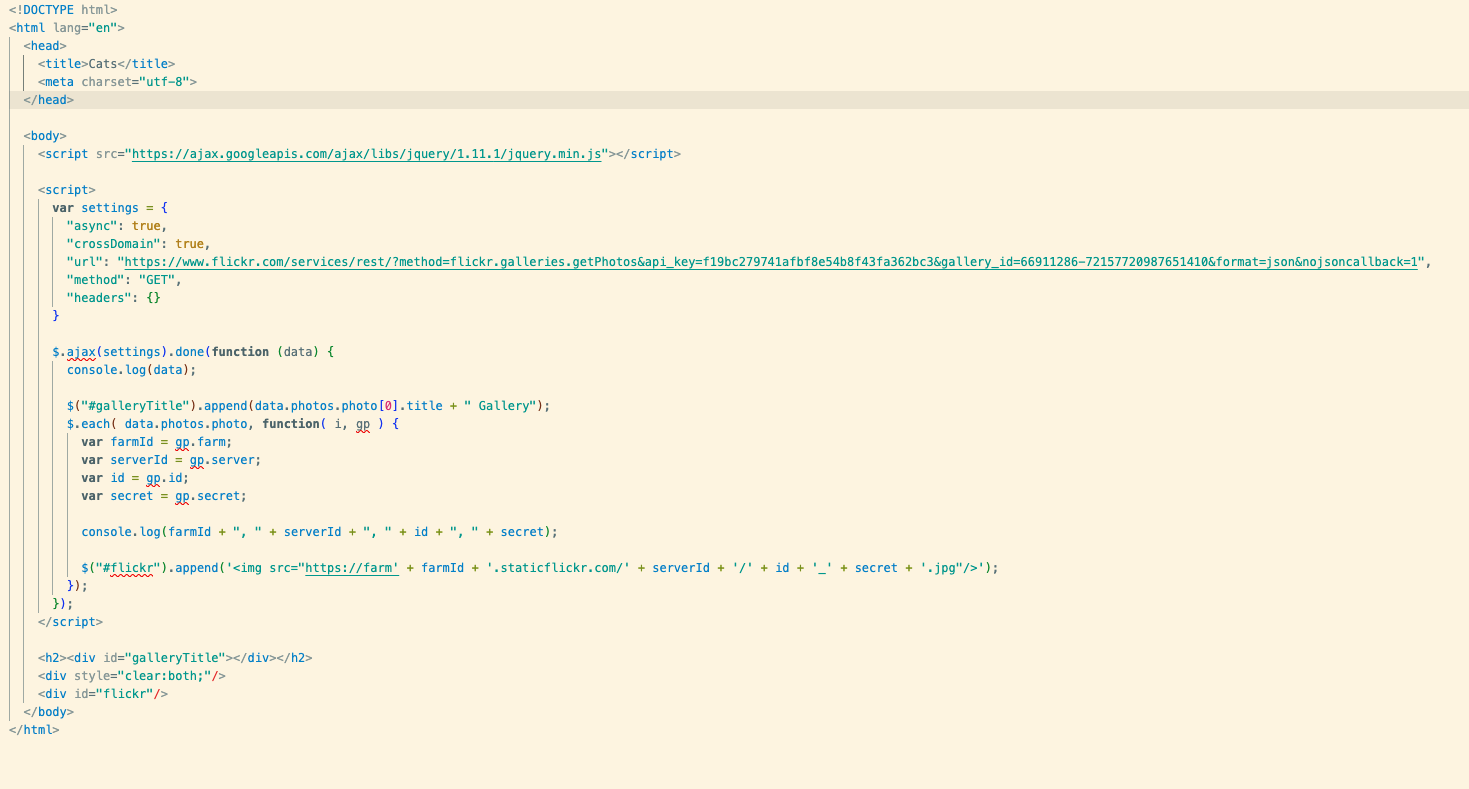 <!DOCTYPE html>
<html lang="en">
<head>
<title>Cats</title>
<meta charset="utf-8">
</head>
<body>
<script src="https://ajax.googleapis.com/ajax/libs/jquery/1.11.1/jquery.min.js"></script>
<script>
var settings = {
"async": true,
"crossDomain": true,
"url": "https://www.flickr.com/services/rest/?method=flickr.galleries.getPhotos&api_key=f19bc279741afbf8e54b8f43fa362bc3&gallery_id=66911286-72157720987651410&format=json&nojsoncallback=1",
"method": "GET",
"headers": {}
}
$.ajax(settings).done(function (data) {
console.log(data);
$("#galleryTitle").append(data.photos.photo[0].title + " Gallery");
$.each( data.photos.photo, function( i, gp ) {
var farmId = gp.farm;
var serverId = gp.server;
var id = gp.id;
var secret = gp.secret;
console.log(farmId + ", " + serverId + ", " + id + ", " + secret);
$("#flickr").append('<img src="https://farm' + farmId + '.staticflickr.com/' + serverId + '/' + id + '_' + secret + '.jpg"/>');
});
});
</script>
<h2><div id="galleryTitle"></div></h2>
<div style="clear:both;"/>
<div id="flickr"/>
</body>
</html>